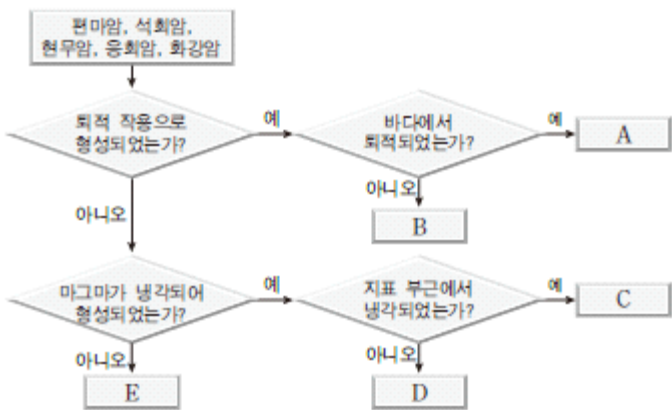 편마암, 석회암,
현무암, 응회암, 화강암
퇴적 작용으로
형성되었는가?
예
바다에서
퇴적되었는가?
예
A
아니오
아니오
B
마그마가 냉각되어
형성되었는가?
예
지표 부근에서
냉각되었는가?
예
C
아니오
아니오
E
D